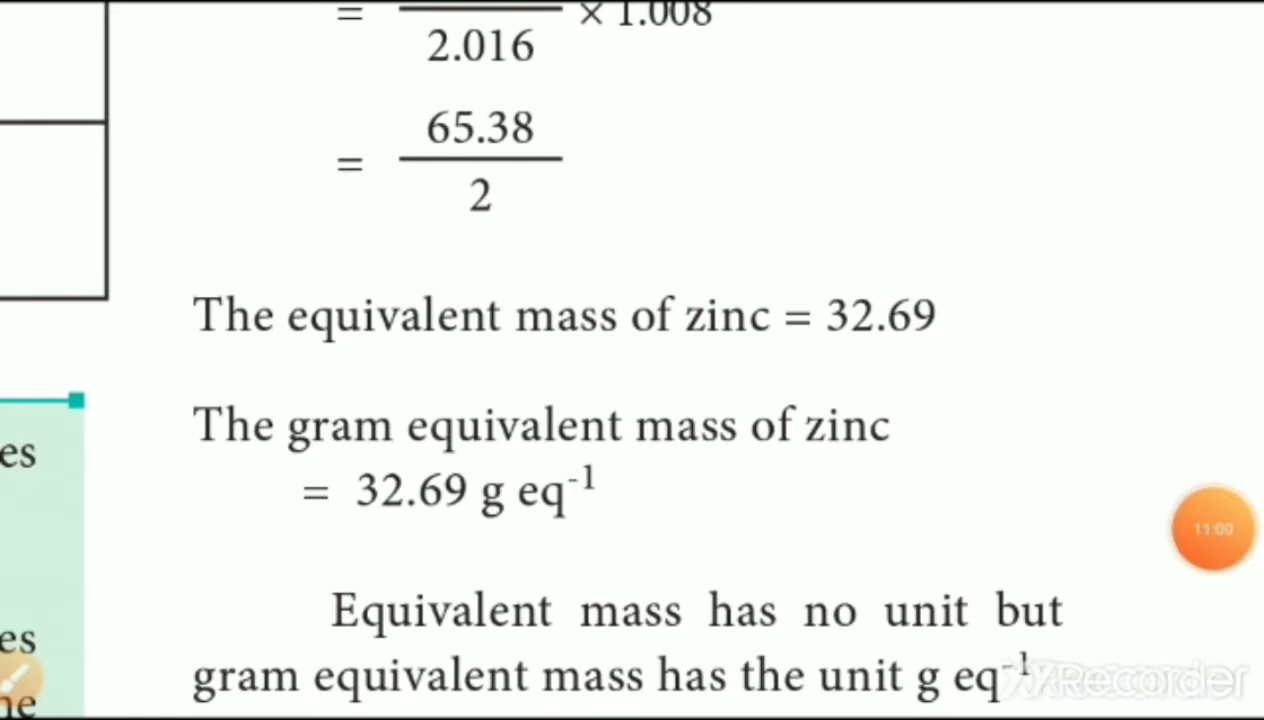 = × 1.008
2.016
65.38
=
2
The equivalent mass of zinc = 32.69
The gram equivalent mass of zinc
= 32.69 g eq⁻¹
es
11:00
Equivalent mass has no unit but
es
gram equivalent mass has the unit g eq⁻¹
XRecorder